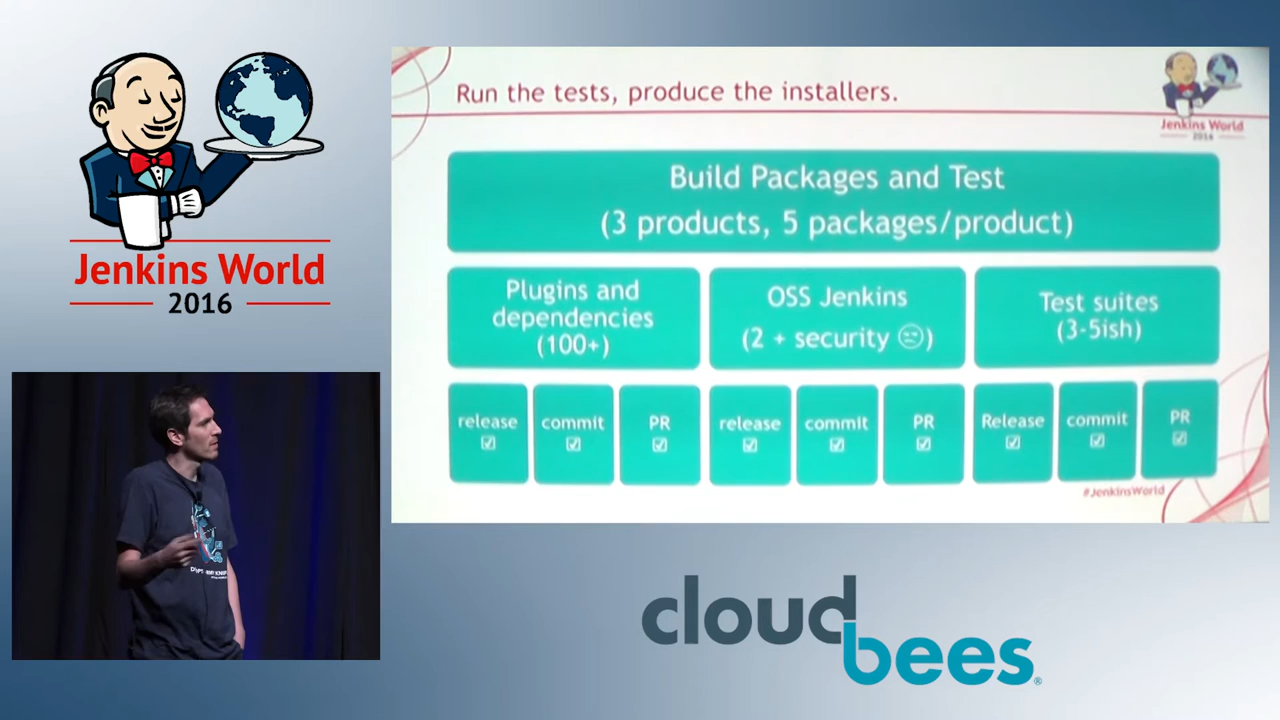 Jenkins World
2016
Run the tests, produce the installers.
Jenkins World
2016
Build Packages and Test
(3 products, 5 packages/product)
Plugins and
dependencies
(100+)
OSS Jenkins
(2 + security 😒)
Test suites
(3-5ish)
release
☑
commit
☑
PR
☑
release
☑
commit
☑
PR
☑
Release
☑
commit
☑
PR
☑
#JenkinsWorld
cloudbees®